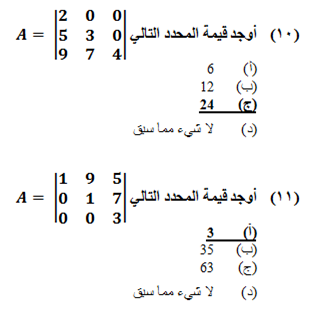 (١٠) أوجد قيمة المحدد التالي A = |2 0 0|
|5 3 0|
|9 7 4|
(أ) 6
(ب) 12
(ج) 24
(د) لا شيء مما سبق
(١١) أوجد قيمة المحدد التالي A = |1 9 5|
|0 1 7|
|0 0 3|
(أ) 3
(ب) 35
(ج) 63
(د) لا شيء مما سبق